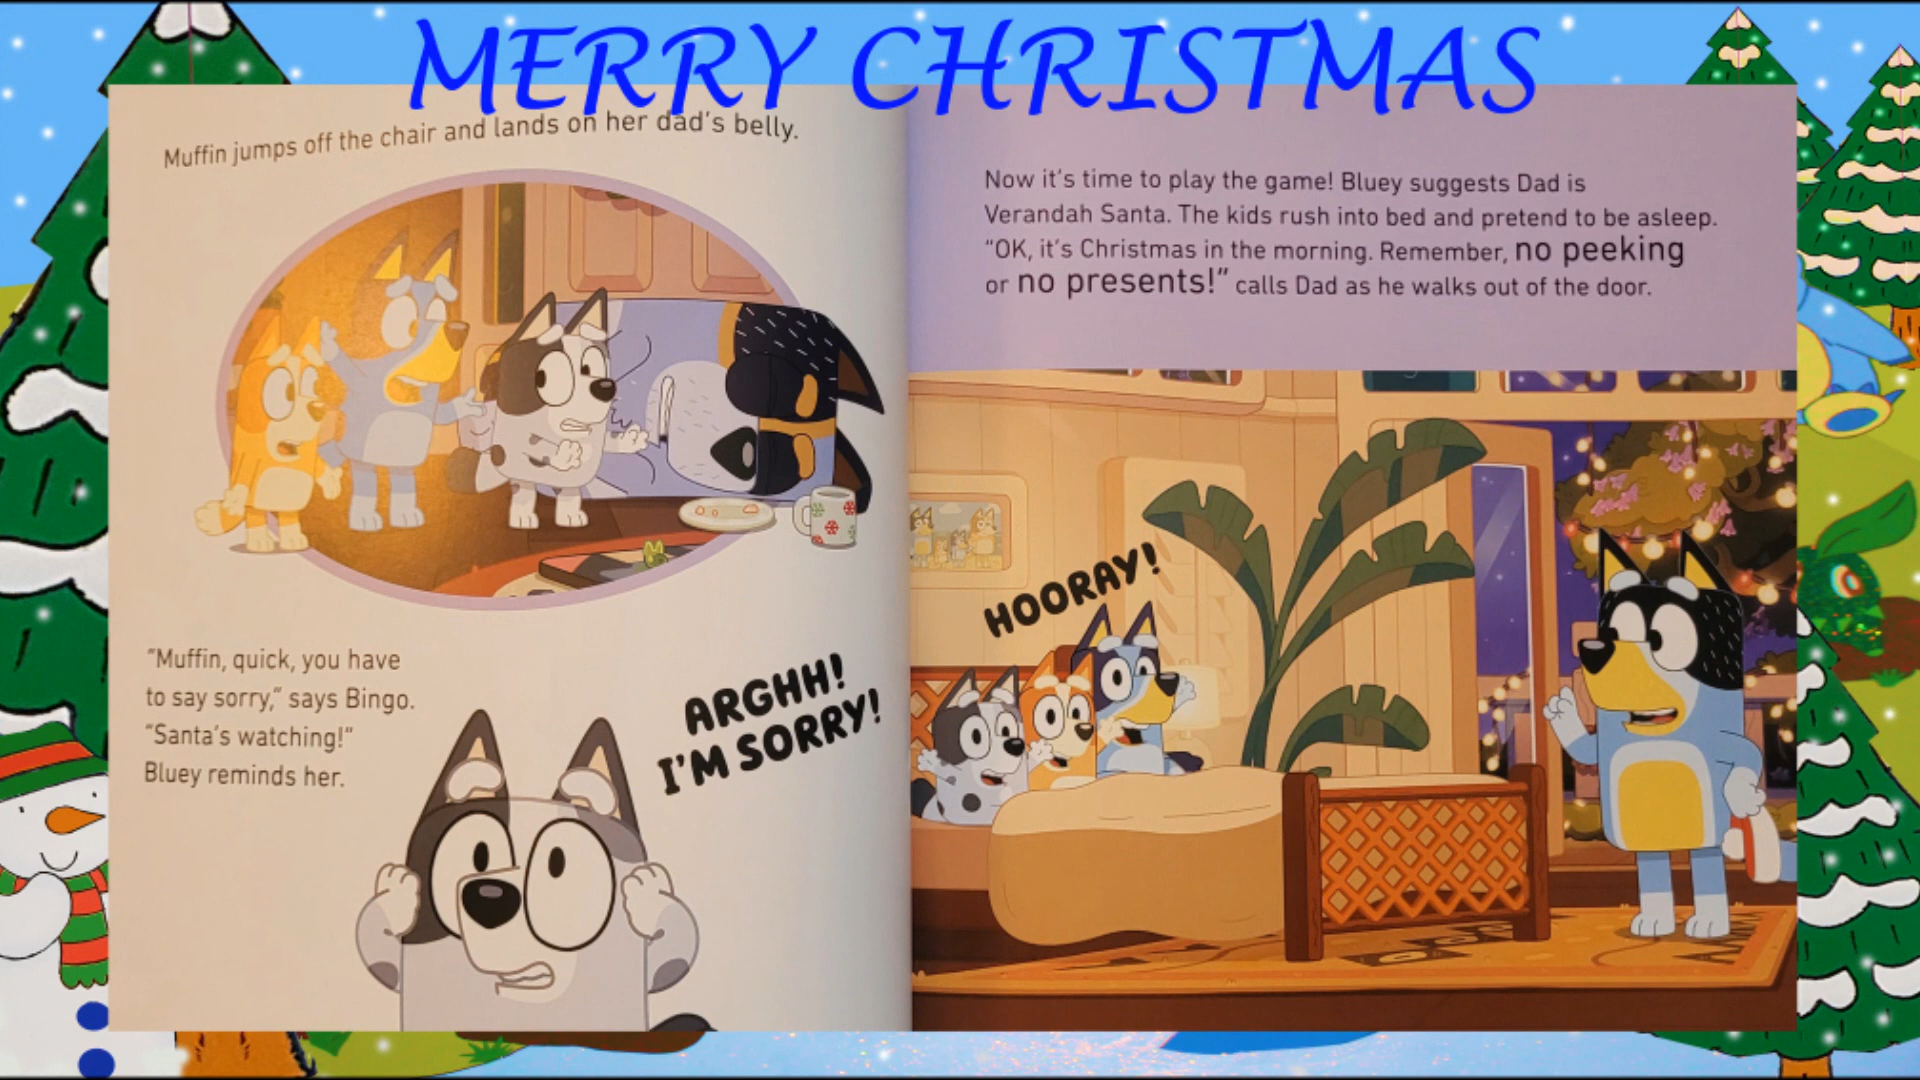 MERRY CHRISTMAS
Muffin jumps off the chair and lands on her dad's belly.
"Muffin, quick, you have
to say sorry," says Bingo.
"Santa's watching!"
Bluey reminds her.
ARGHH!
I'M SORRY!
Now it's time to play the game! Bluey suggests Dad is
Verandah Santa. The kids rush into bed and pretend to be asleep.
"OK, it's Christmas in the morning. Remember, no peeking
or no presents!" calls Dad as he walks out of the door.
HOORAY!